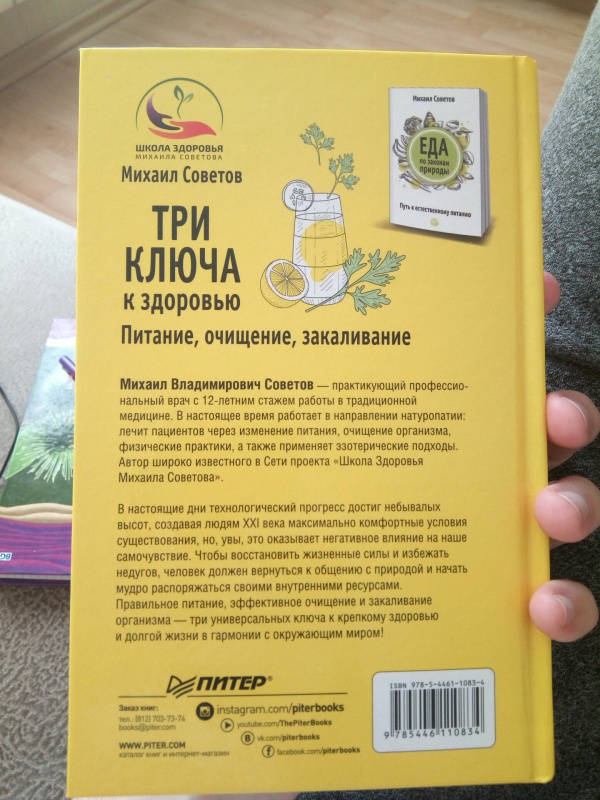 ШКОЛА ЗДОРОВЬЯ
МИХАИЛА СОВЕТОВА
Михаил Советов
ТРИ
КЛЮЧА
к здоровью
Питание, очищение, закаливание
Михаил Советов
ЕДА
по законам
природы
Путь к естественному питанию
Михаил Владимирович Советов — практикующий профессио-
нальный врач с 12-летним стажем работы в традиционной
медицине. В настоящее время работает в направлении натуропатии:
лечит пациентов через изменение питания, очищение организма,
физические практики, а также применяет эзотерические подходы.
Автор широко известного в Сети проекта «Школа Здоровья
Михаила Советова».
В настоящие дни технологический прогресс достиг небывалых
высот, создавая людям XXI века максимально комфортные условия
существования, но, увы, это оказывает негативное влияние на наше
самочувствие. Чтобы восстановить жизненные силы и избежать
недугов, человек должен вернуться к общению с природой и начать
мудро распоряжаться своими внутренними ресурсами.
Правильное питание, эффективное очищение и закаливание
организма — три универсальных ключа к крепкому здоровью
и долгой жизни в гармонии с окружающим миром!
ПИТЕР®
Заказ книг:
тел.: (812) 703-73-74
books@piter.com
WWW.PITER.COM
каталог книг и интернет-магазин
instagram.com/piterbooks
youtube.com/ThePiterBooks
vk.com/piterbooks
facebook.com/piterbooks
ISBN 978-5-4461-1083-4
9 785446 110834